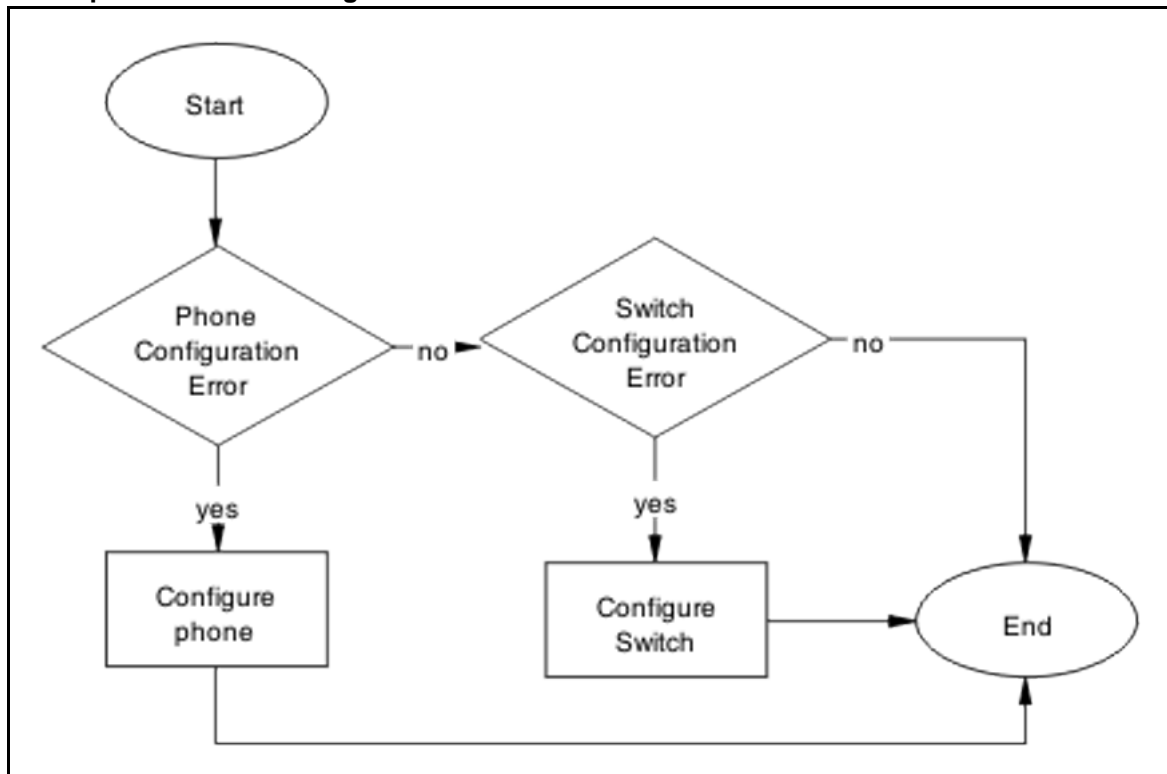 Start
Phone
Configuration
Error
no
Switch
Configuration
Error
no
yes
yes
Configure
phone
Configure
Switch
End